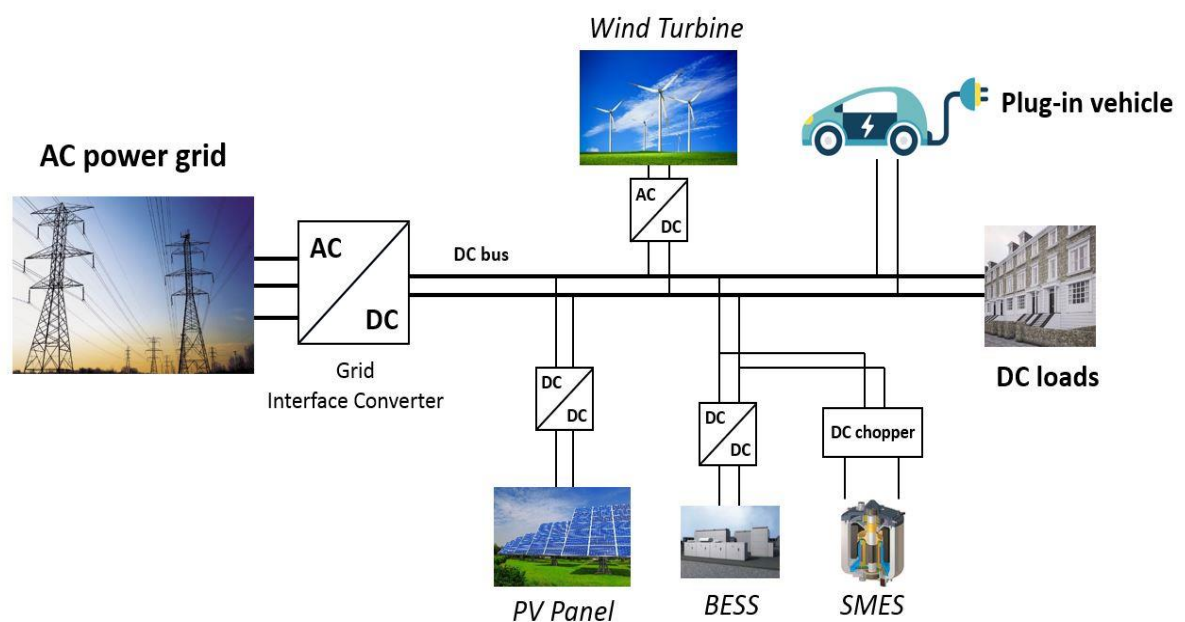 Wind Turbine
Plug-in vehicle
AC power grid
AC
DC
AC
DC
DC bus
Grid
Interface Converter
DC
DC
DC
DC
DC chopper
DC loads
PV Panel
BESS
SMES